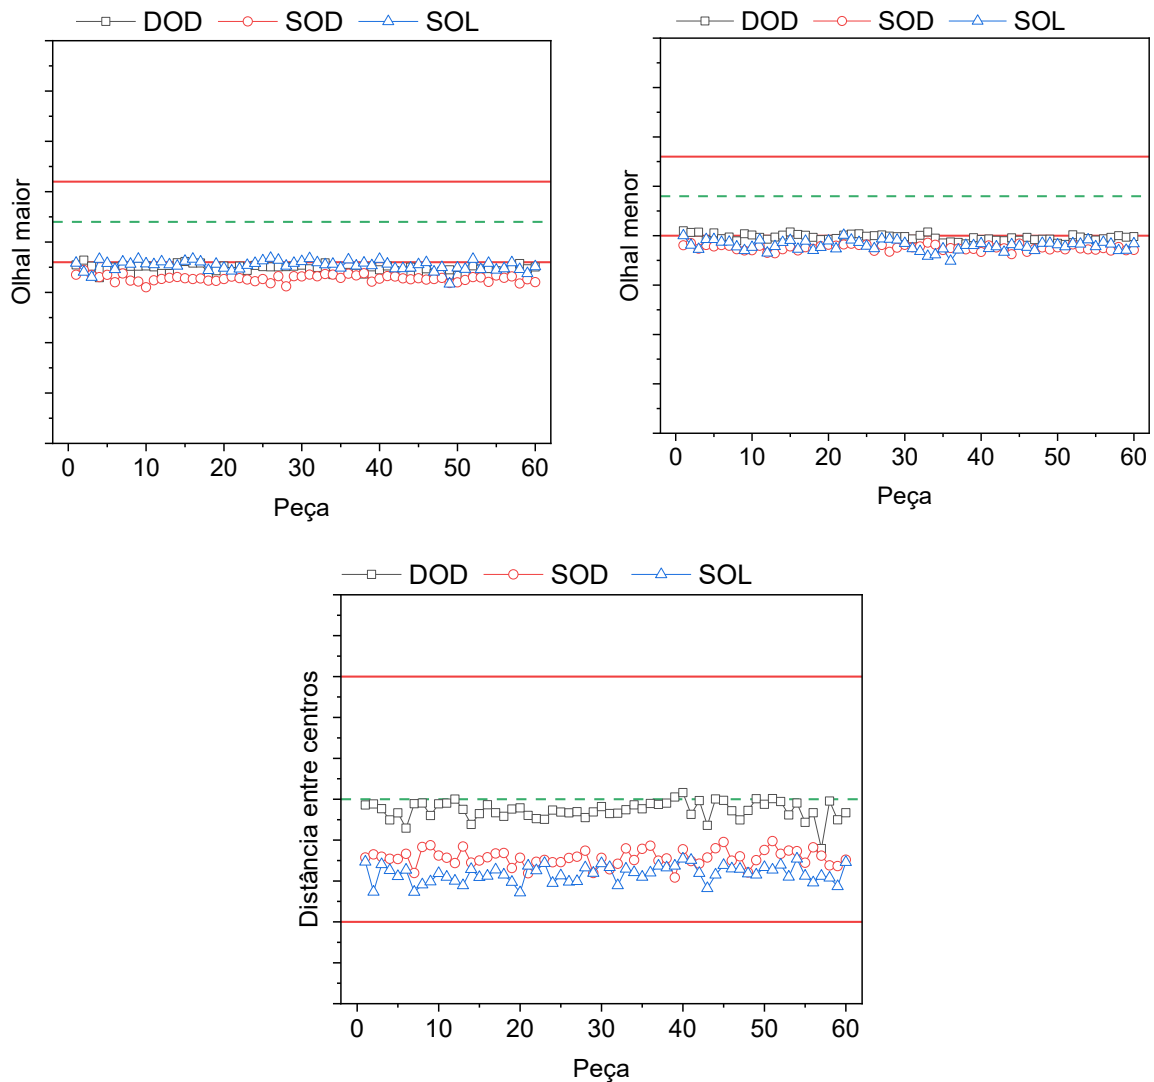 DOD SOD SOL
Olhal maior
0 10 20 30 40 50 60
Peça
DOD SOD SOL
Olhal menor
0 10 20 30 40 50 60
Peça
DOD SOD SOL
Distância entre centros
0 10 20 30 40 50 60
Peça